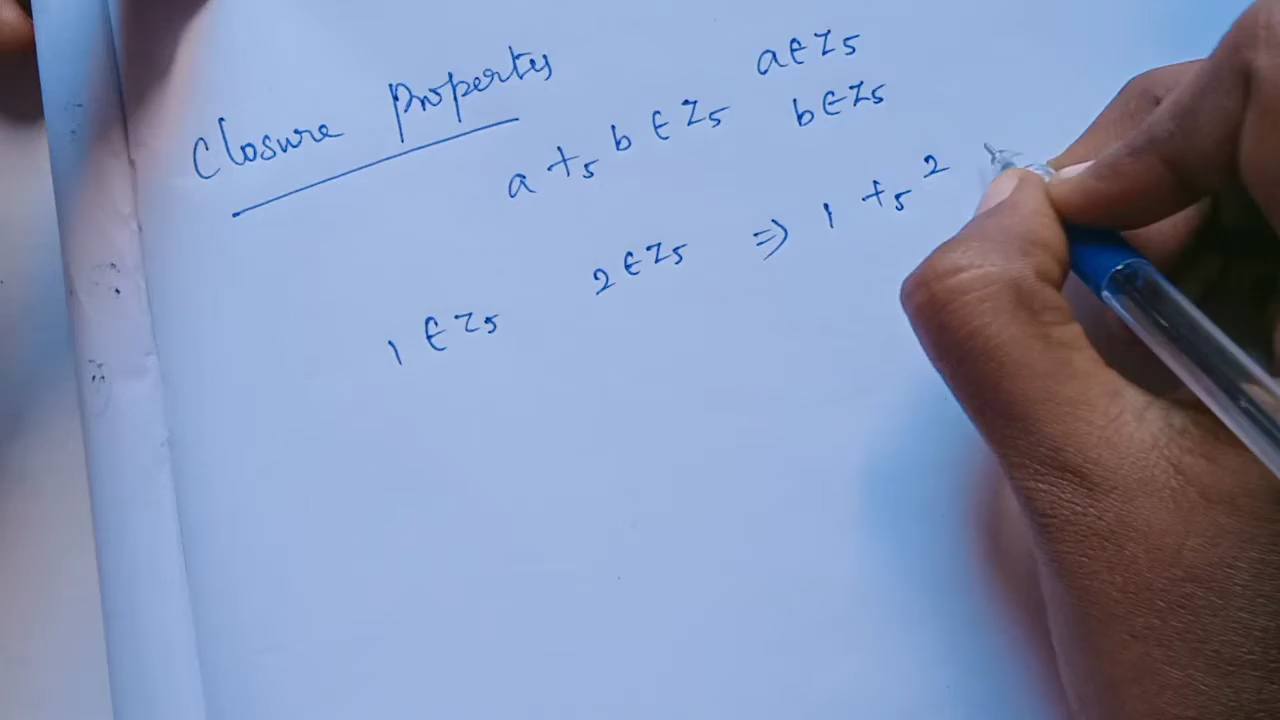 Closure Property
a +₅ b ∈ Z₅ a ∈ Z₅
b ∈ Z₅
1 ∈ Z₅ 2 ∈ Z₅ ⇒ 1 +₅ 2